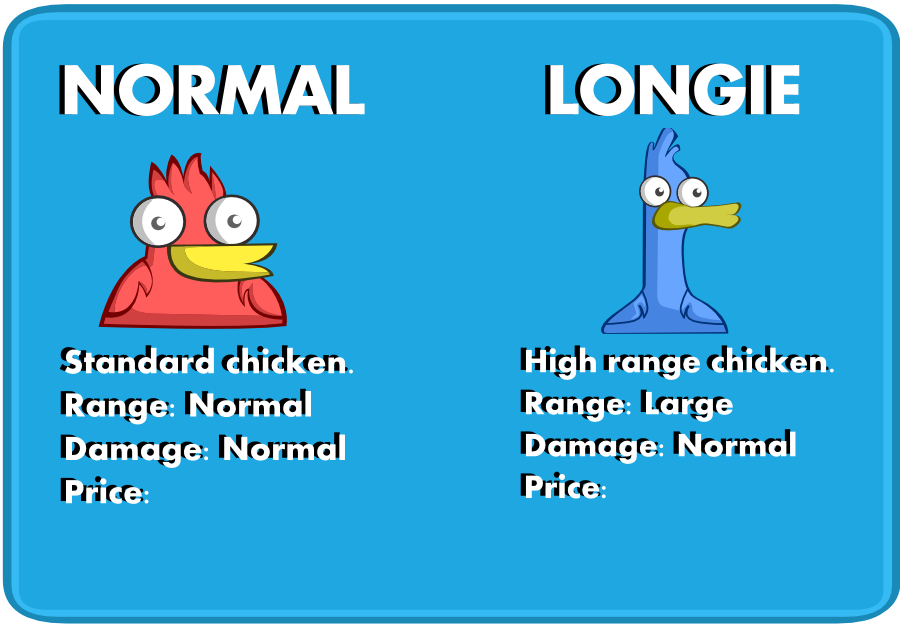 NORMAL
Standard chicken.
Range: Normal
Damage: Normal
Price:
LONGIE
High range chicken.
Range: Large
Damage: Normal
Price: